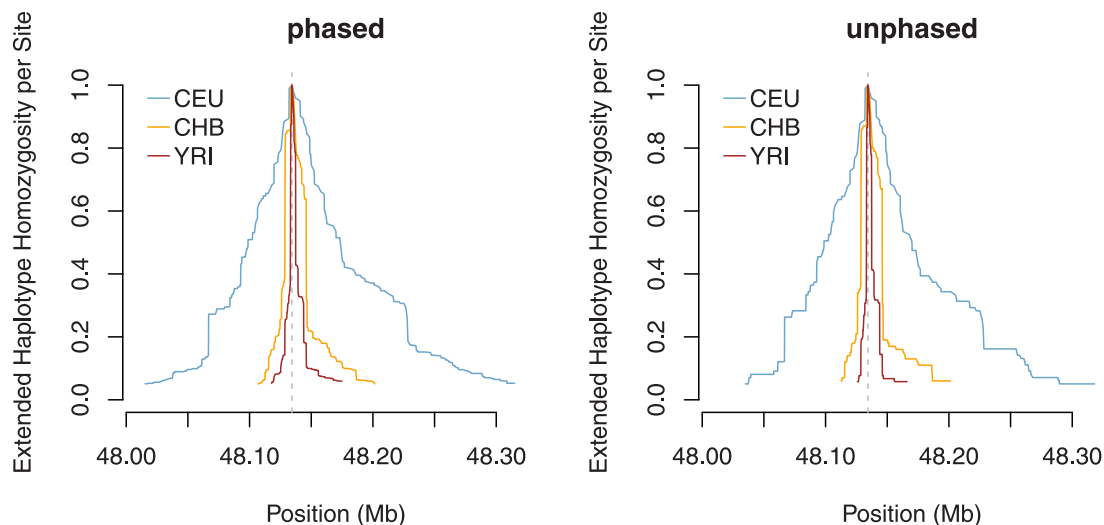 phased
Extended Haplotype Homozygosity per Site
1.0
0.8
0.6
0.4
0.2
0.0
CEU
CHB
YRI
48.00
48.10
48.20
48.30
Position (Mb)
unphased
Extended Haplotype Homozygosity per Site
1.0
0.8
0.6
0.4
0.2
0.0
CEU
CHB
YRI
48.00
48.10
48.20
48.30
Position (Mb)